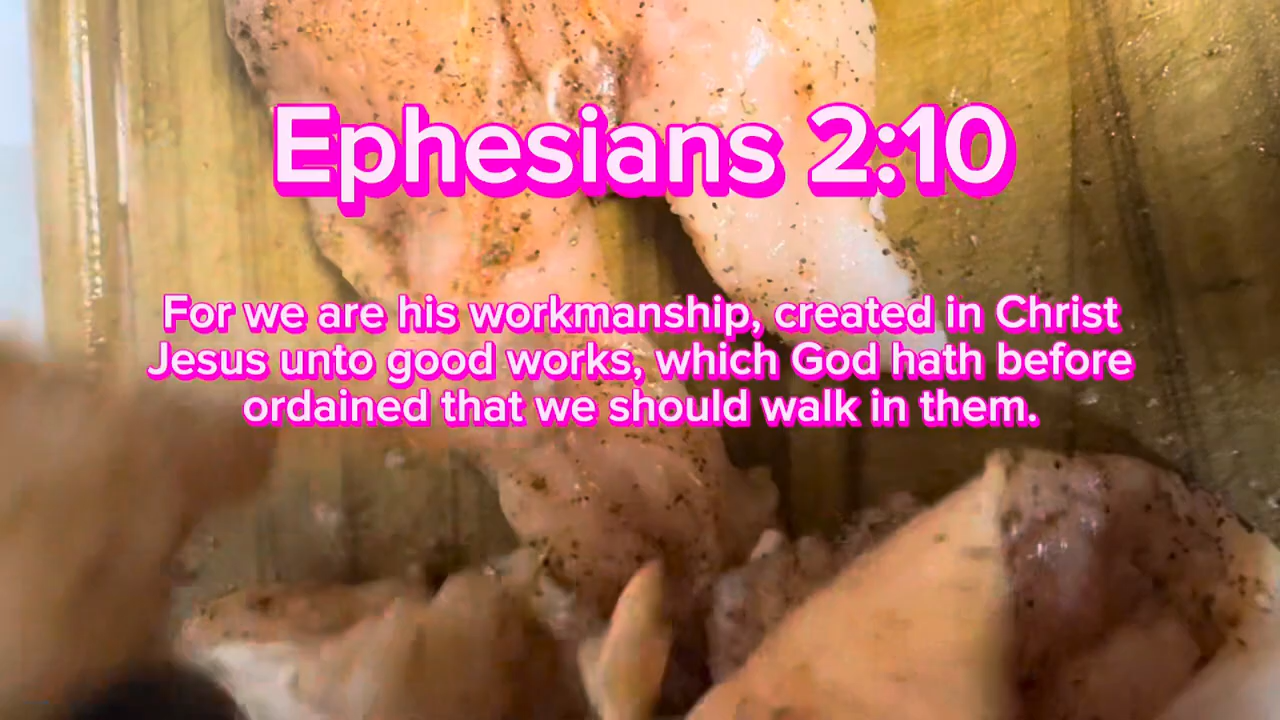 Ephesians 2:10
For we are his workmanship, created in Christ
Jesus unto good works, which God hath before
ordained that we should walk in them.